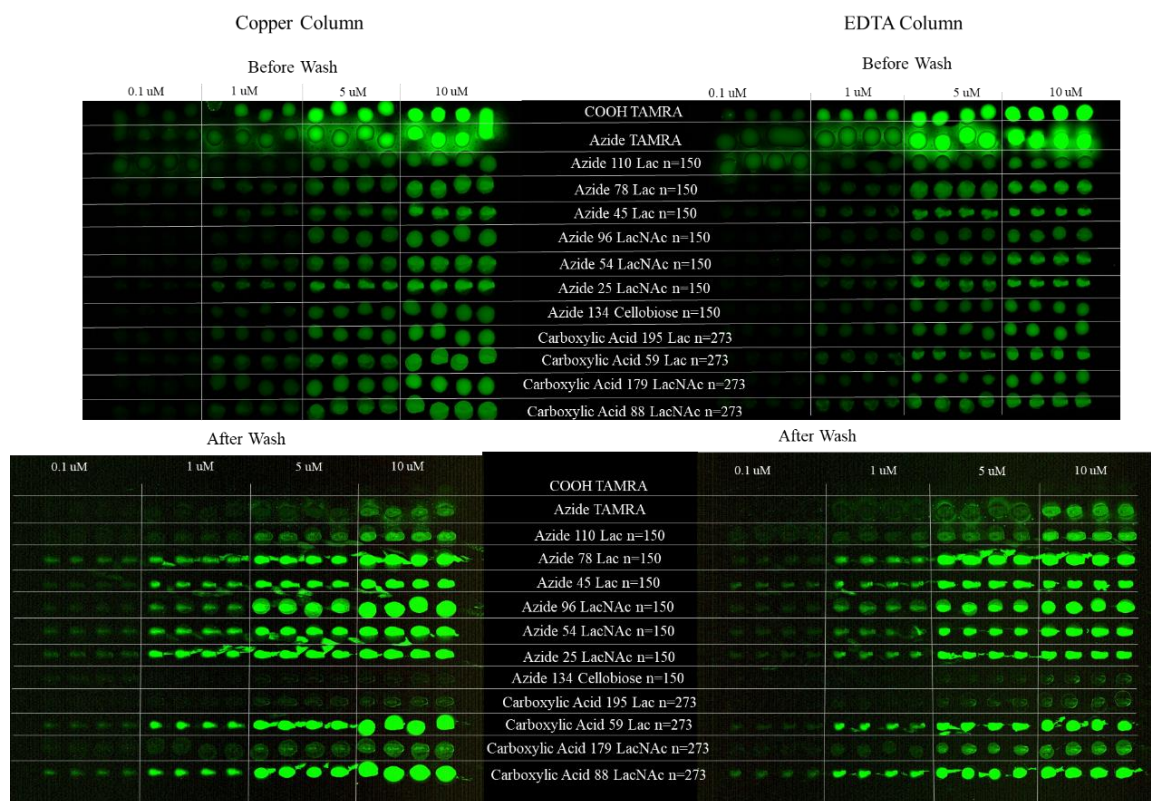 Copper Column
EDTA Column
Before Wash
Before Wash
0.1 uM
1 uM
5 uM
10 uM
0.1 uM
1 uM
5 uM
10 uM
COOH TAMRA
Azide TAMRA
Azide 110 Lac n=150
Azide 78 Lac n=150
Azide 45 Lac n=150
Azide 96 LacNAc n=150
Azide 54 LacNAc n=150
Azide 25 LacNAc n=150
Azide 134 Cellobiose n=150
Carboxylic Acid 195 Lac n=273
Carboxylic Acid 59 Lac n=273
Carboxylic Acid 179 LacNAc n=273
Carboxylic Acid 88 LacNAc n=273
After Wash
After Wash
0.1 uM
1 uM
5 uM
10 uM
0.1 uM
1 uM
5 uM
10 uM
COOH TAMRA
Azide TAMRA
Azide 110 Lac n=150
Azide 78 Lac n=150
Azide 45 Lac n=150
Azide 96 LacNAc n=150
Azide 54 LacNAc n=150
Azide 25 LacNAc n=150
Azide 134 Cellobiose n=150
Carboxylic Acid 195 Lac n=273
Carboxylic Acid 59 Lac n=273
Carboxylic Acid 179 LacNAc n=273
Carboxylic Acid 88 LacNAc n=273